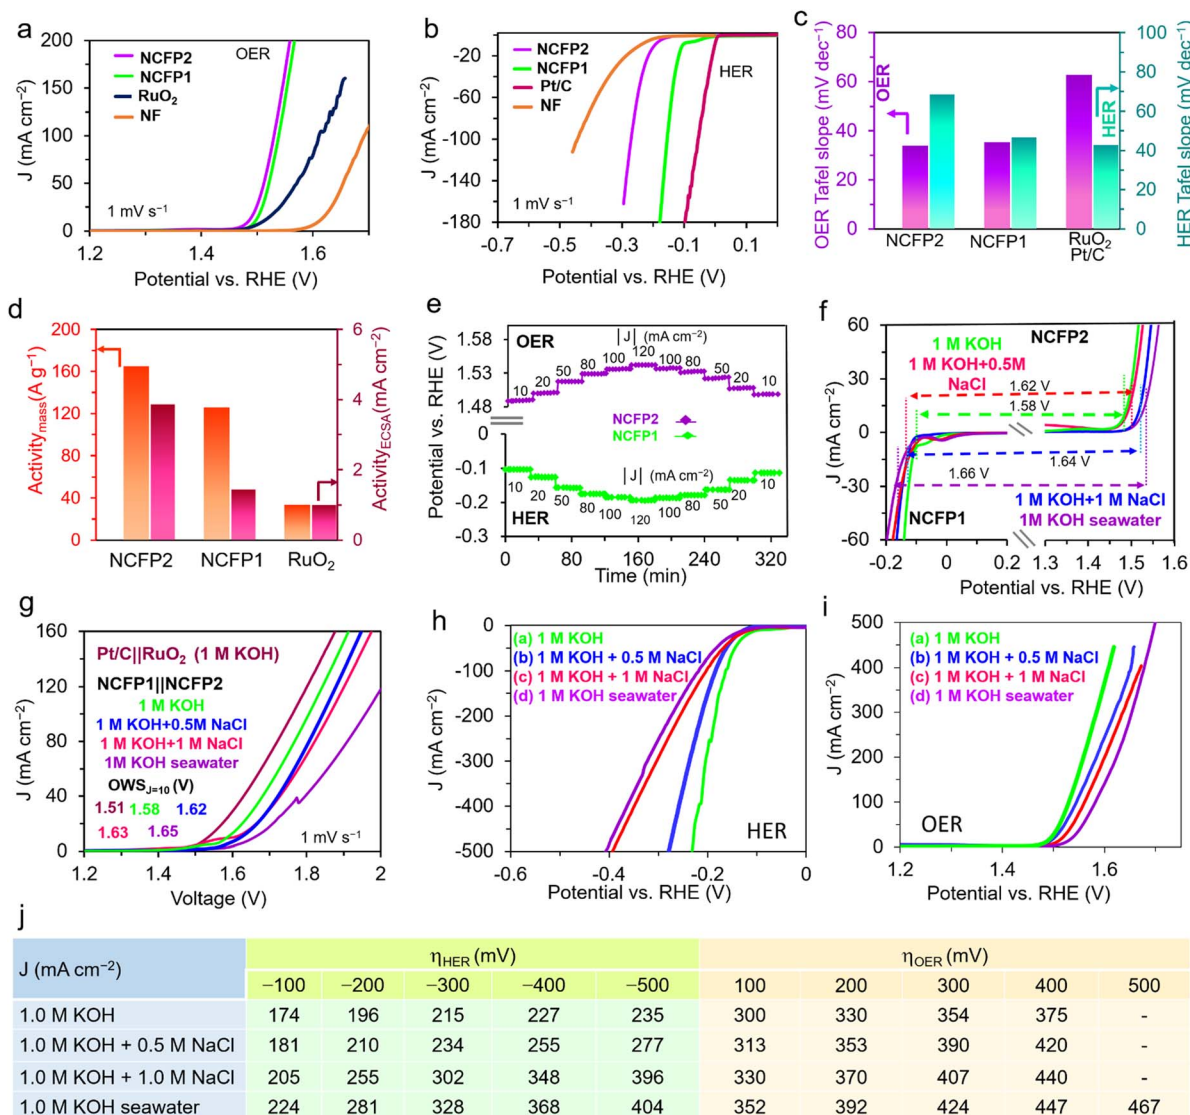 a
OER
NCFP2
NCFP1
RuO₂
NF
J (mA cm⁻²)
200
150
100
50
0
1 mV s⁻¹
1.2
1.4
1.6
Potential vs. RHE (V)
b
HER
NCFP2
NCFP1
Pt/C
NF
J (mA cm⁻²)
-20
-60
-100
-140
-180
1 mV s⁻¹
-0.7
-0.5
-0.3
-0.1
0.1
Potential vs. RHE (V)
c
OER Tafel slope (mV dec⁻¹)
80
60
40
20
0
OER
HER
100
80
60
40
20
0
HER Tafel slope (mV dec⁻¹)
NCFP2
NCFP1
RuO₂
Pt/C
d
Activity_mass(A g⁻¹)
200
160
120
80
40
0
6
4
2
0
Activity_ECSA(mA cm⁻²)
NCFP2
NCFP1
RuO₂
e
Potential vs. RHE (V)
1.58
1.53
1.48
0
-0.1
-0.2
-0.3
OER
|J| (mA cm⁻²)
10 20 50 80 100 120 100 80 50 20 10
NCFP2
NCFP1
|J| (mA cm⁻²)
10 20 50 80 100 120 100 80 50 20 10
HER
0
80
160
240
320
Time (min)
f
J (mA cm⁻²)
60
30
0
-30
-60
NCFP2
1 M KOH
1 M KOH+0.5M
NaCl
1.62 V
1.58 V
1.64 V
1.66 V
1 M KOH+1 M NaCl
1M KOH seawater
NCFP1
-0.2
0
0.2
1.3
1.4
1.5
1.6
Potential vs. RHE (V)
g
J (mA cm⁻²)
160
120
80
40
0
Pt/C||RuO₂ (1 M KOH)
NCFP1||NCFP2
1 M KOH
1 M KOH+0.5M NaCl
1 M KOH+1 M NaCl
1M KOH seawater
OWS_J=10 (V)
1.51 1.58 1.62
1.63 1.65
1 mV s⁻¹
1.2
1.4
1.6
1.8
2
Voltage (V)
h
J (mA cm⁻²)
0
-100
-200
-300
-400
-500
(a) 1 M KOH
(b) 1 M KOH + 0.5 M NaCl
(c) 1 M KOH + 1 M NaCl
(d) 1 M KOH seawater
HER
-0.6
-0.4
-0.2
0
Potential vs. RHE (V)
i
J (mA cm⁻²)
500
400
300
200
100
0
(a) 1 M KOH
(b) 1 M KOH + 0.5 M NaCl
(c) 1 M KOH + 1 M NaCl
(d) 1 M KOH seawater
OER
1.2
1.4
1.6
Potential vs. RHE (V)
j
J (mA cm⁻²) η_HER (mV) η_OER (mV)
−100 −200 −300 −400 −500 100 200 300 400 500
1.0 M KOH 174 196 215 227 235 300 330 354 375 -
1.0 M KOH + 0.5 M NaCl 181 210 234 255 277 313 353 390 420 -
1.0 M KOH + 1.0 M NaCl 205 255 302 348 396 330 370 407 440 -
1.0 M KOH seawater 224 281 328 368 404 352 392 424 447 467